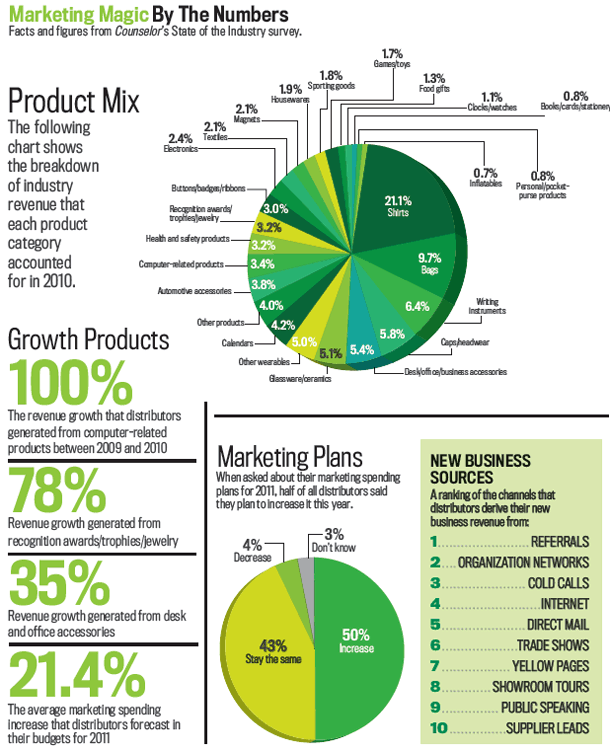 Marketing Magic By The Numbers
Facts and figures from Counselor's State of the Industry survey.
Product Mix
The following
chart shows
the breakdown
of industry
revenue that
each product
category
accounted
for in 2010.
1.7%
Games/toys
1.8%
Sporting goods
1.3%
Food gifts
1.9%
Housewares
1.1%
Clocks/watches
0.8%
Books/cards/stationery
2.1%
Magnets
2.1%
Textiles
2.4%
Electronics
0.7%
Inflatables
0.8%
Personal/pocket-
purse products
Buttons/badges/ribbons
3.0%
21.1%
Shirts
Recognition awards/
trophies/jewelry
3.2%
Health and safety products
3.2%
9.7%
Bags
Computer-related products
3.4%
Automotive accessories
3.8%
6.4%
Writing
Instruments
Other products
4.0%
5.8%
Caps/headwear
Calendars
4.2%
Other wearables
5.0%
5.1%
Glassware/ceramics
5.4%
Desk/office/business accessories
Growth Products
100%
The revenue growth that distributors
generated from computer-related
products between 2009 and 2010
78%
Revenue growth generated from
recognition awards/trophies/jewelry
35%
Revenue growth generated from desk
and office accessories
21.4%
The average marketing spending
increase that distributors forecast in
their budgets for 2011
Marketing Plans
When asked about their marketing spending
plans for 2011, half of all distributors said
they plan to increase it this year.
3%
Don't know
4%
Decrease
43%
Stay the same
50%
Increase
NEW BUSINESS
SOURCES
A ranking of the channels that
distributors derive their new
business revenue from:
1 REFERRALS
2 ORGANIZATION NETWORKS
3 COLD CALLS
4 INTERNET
5 DIRECT MAIL
6 TRADE SHOWS
7 YELLOW PAGES
8 SHOWROOM TOURS
9 PUBLIC SPEAKING
10 SUPPLIER LEADS